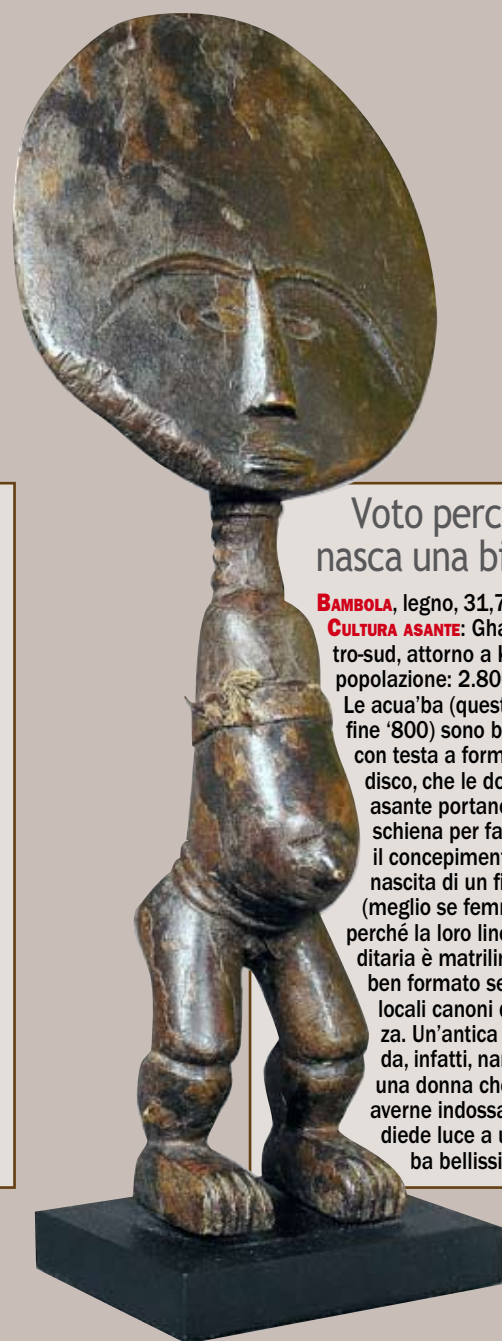 Voto perc
nasca una bi
BAMBOLA, legno, 31,7
CULTURA ASANTE: Gha
tro-sud, attorno a
popolazione: 2.80
Le acua’ba (quest
fine ‘800) sono b
con testa a form
disco, che le do
asante portano
schiena per fa
il concepiment
nascita di un fi
(meglio se femm
perché la loro line
ditaria è matrilin
ben formato se
locali canoni
za. Un’antica
da, infatti, nar
una donna che
averne indossa
diede luce a u
ba bellissi